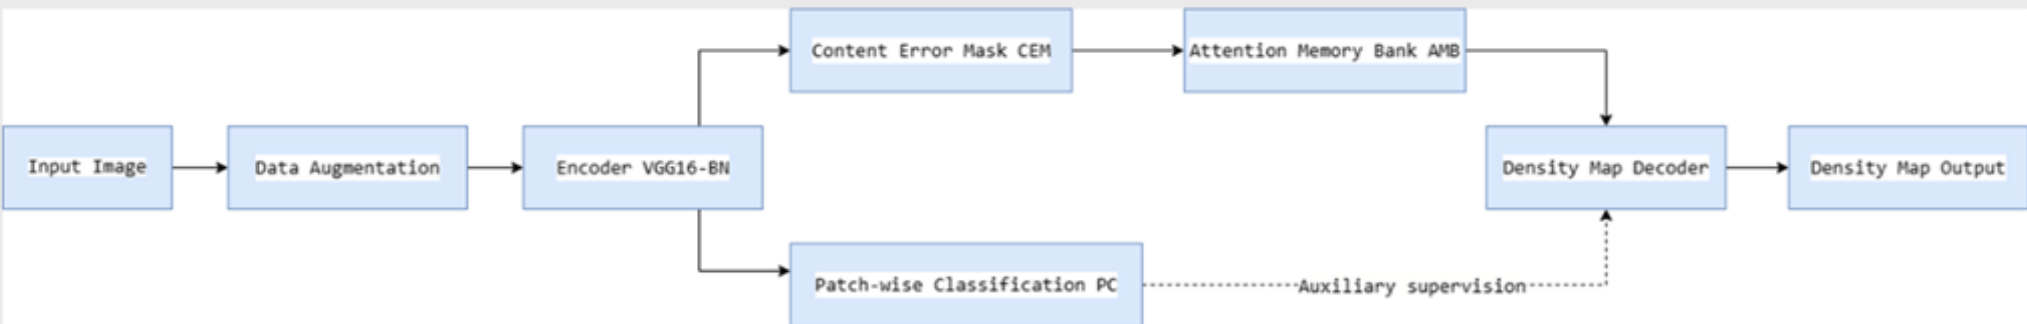 Content Error Mask CEM
Attention Memory Bank AMB
Input Image
Data Augmentation
Encoder VGG16-BN
Density Map Decoder
Density Map Output
Patch-wise Classification PC
Auxiliary supervision